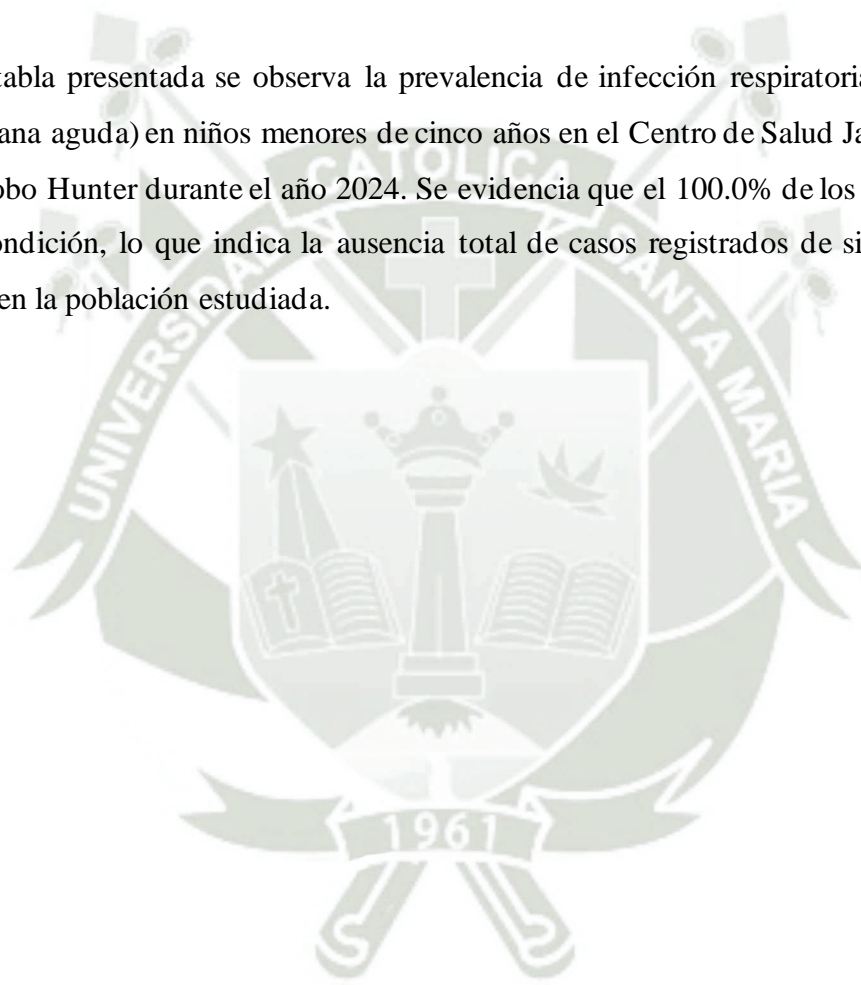 tabla presentada se observa la prevalencia de infección respiratoria
ana aguda) en niños menores de cinco años en el Centro de Salud Ja
obo Hunter durante el año 2024. Se evidencia que el 100.0% de los
ondición, lo que indica la ausencia total de casos registrados de si
en la población estudiada.
UNIVERSIDAD CATOLICA SANTA MARIA
1961